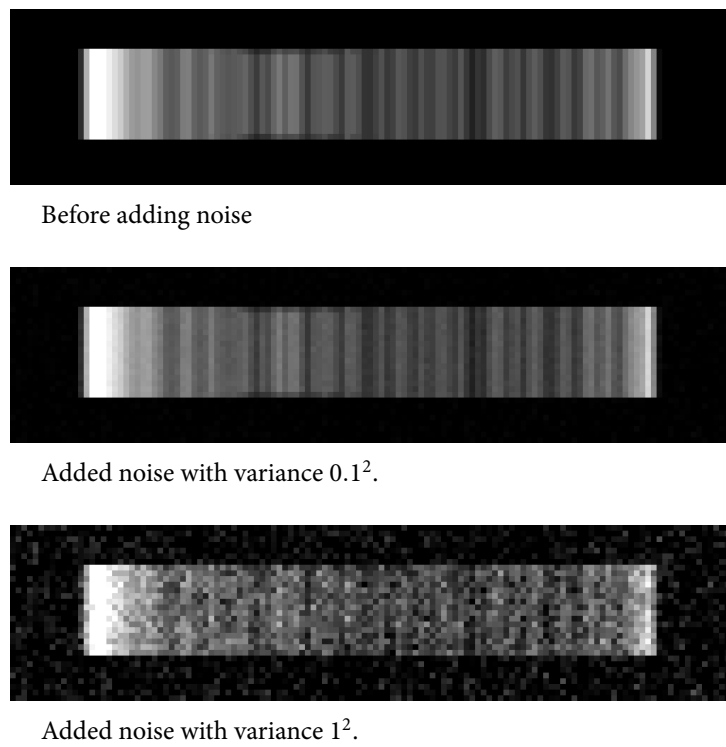 Before adding noise
Added noise with variance 0.1².
Added noise with variance 1².